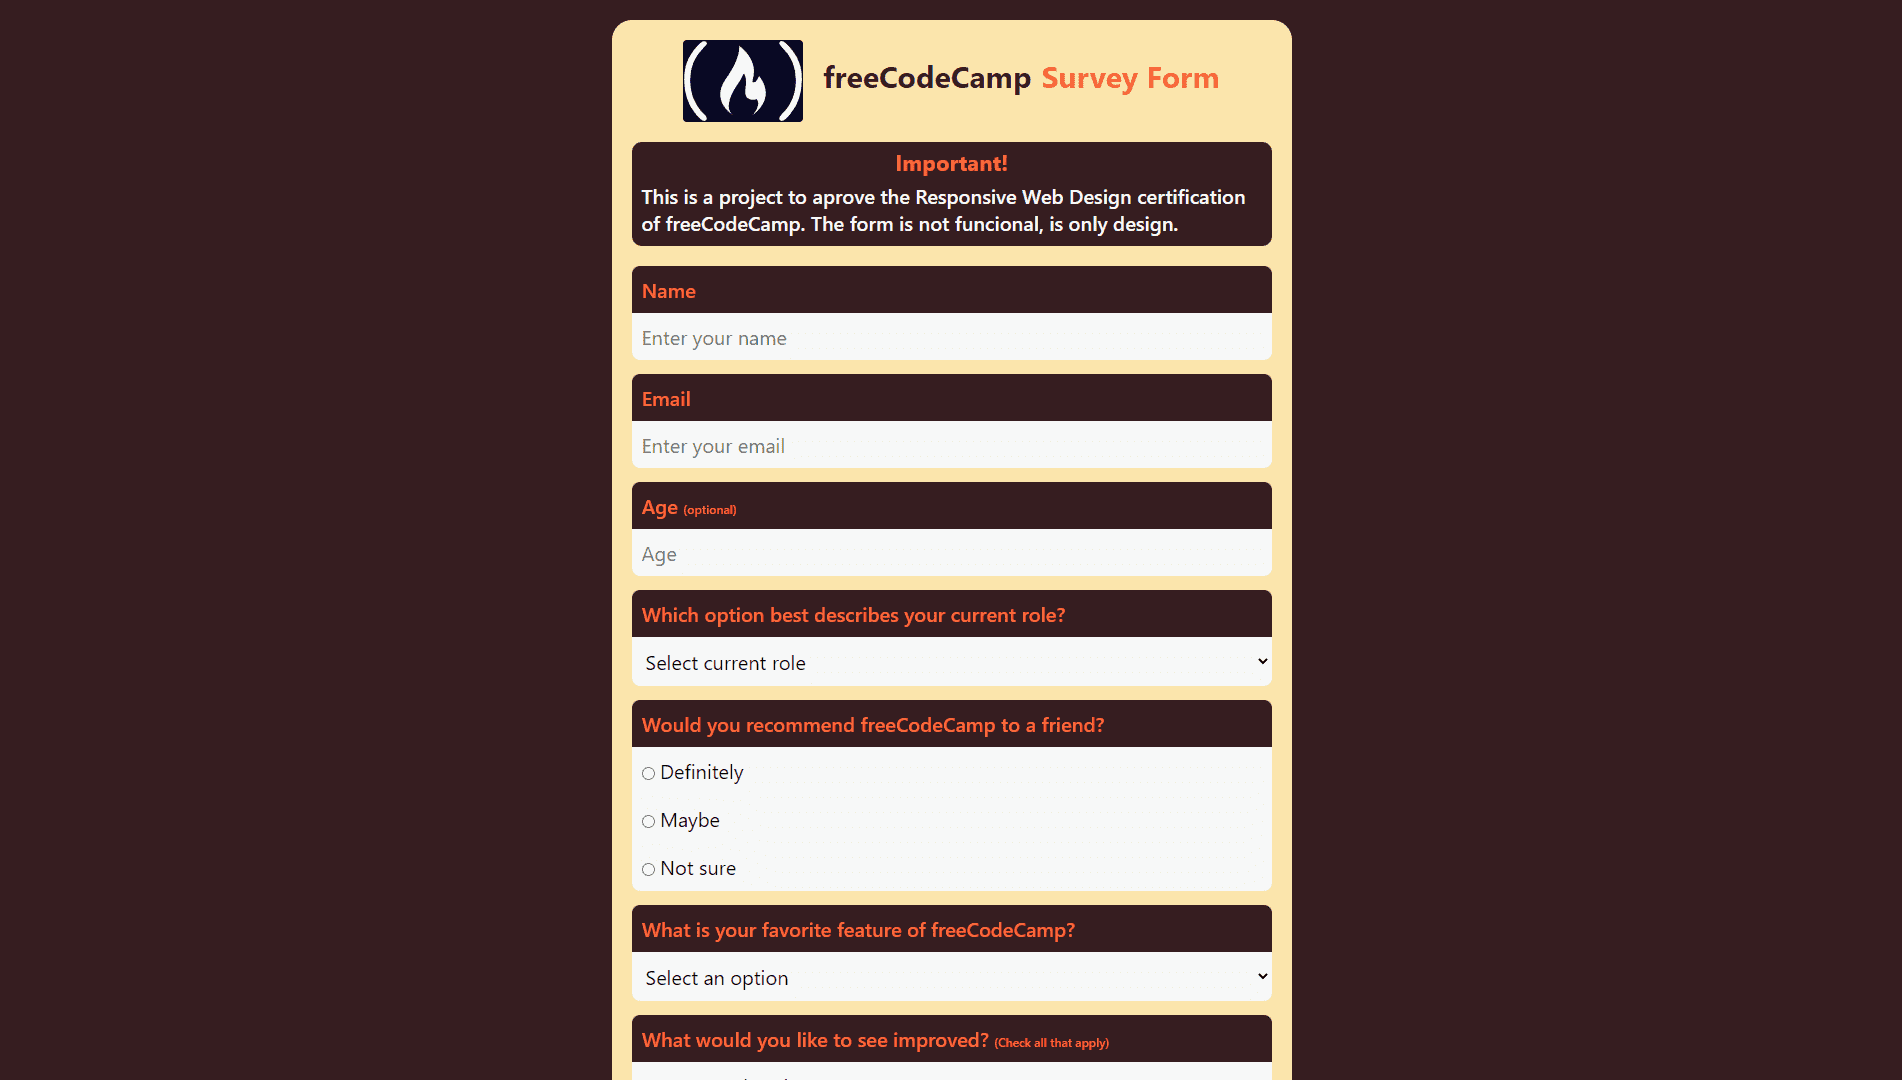 freeCodeCamp Survey Form
Important!
This is a project to aprove the Responsive Web Design certification
of freeCodeCamp. The form is not funcional, is only design.
Name
Enter your name
Email
Enter your email
Age (optional)
Age
Which option best describes your current role?
Select current role
Would you recommend freeCodeCamp to a friend?
Definitely
Maybe
Not sure
What is your favorite feature of freeCodeCamp?
Select an option
What would you like to see improved? (Check all that apply)